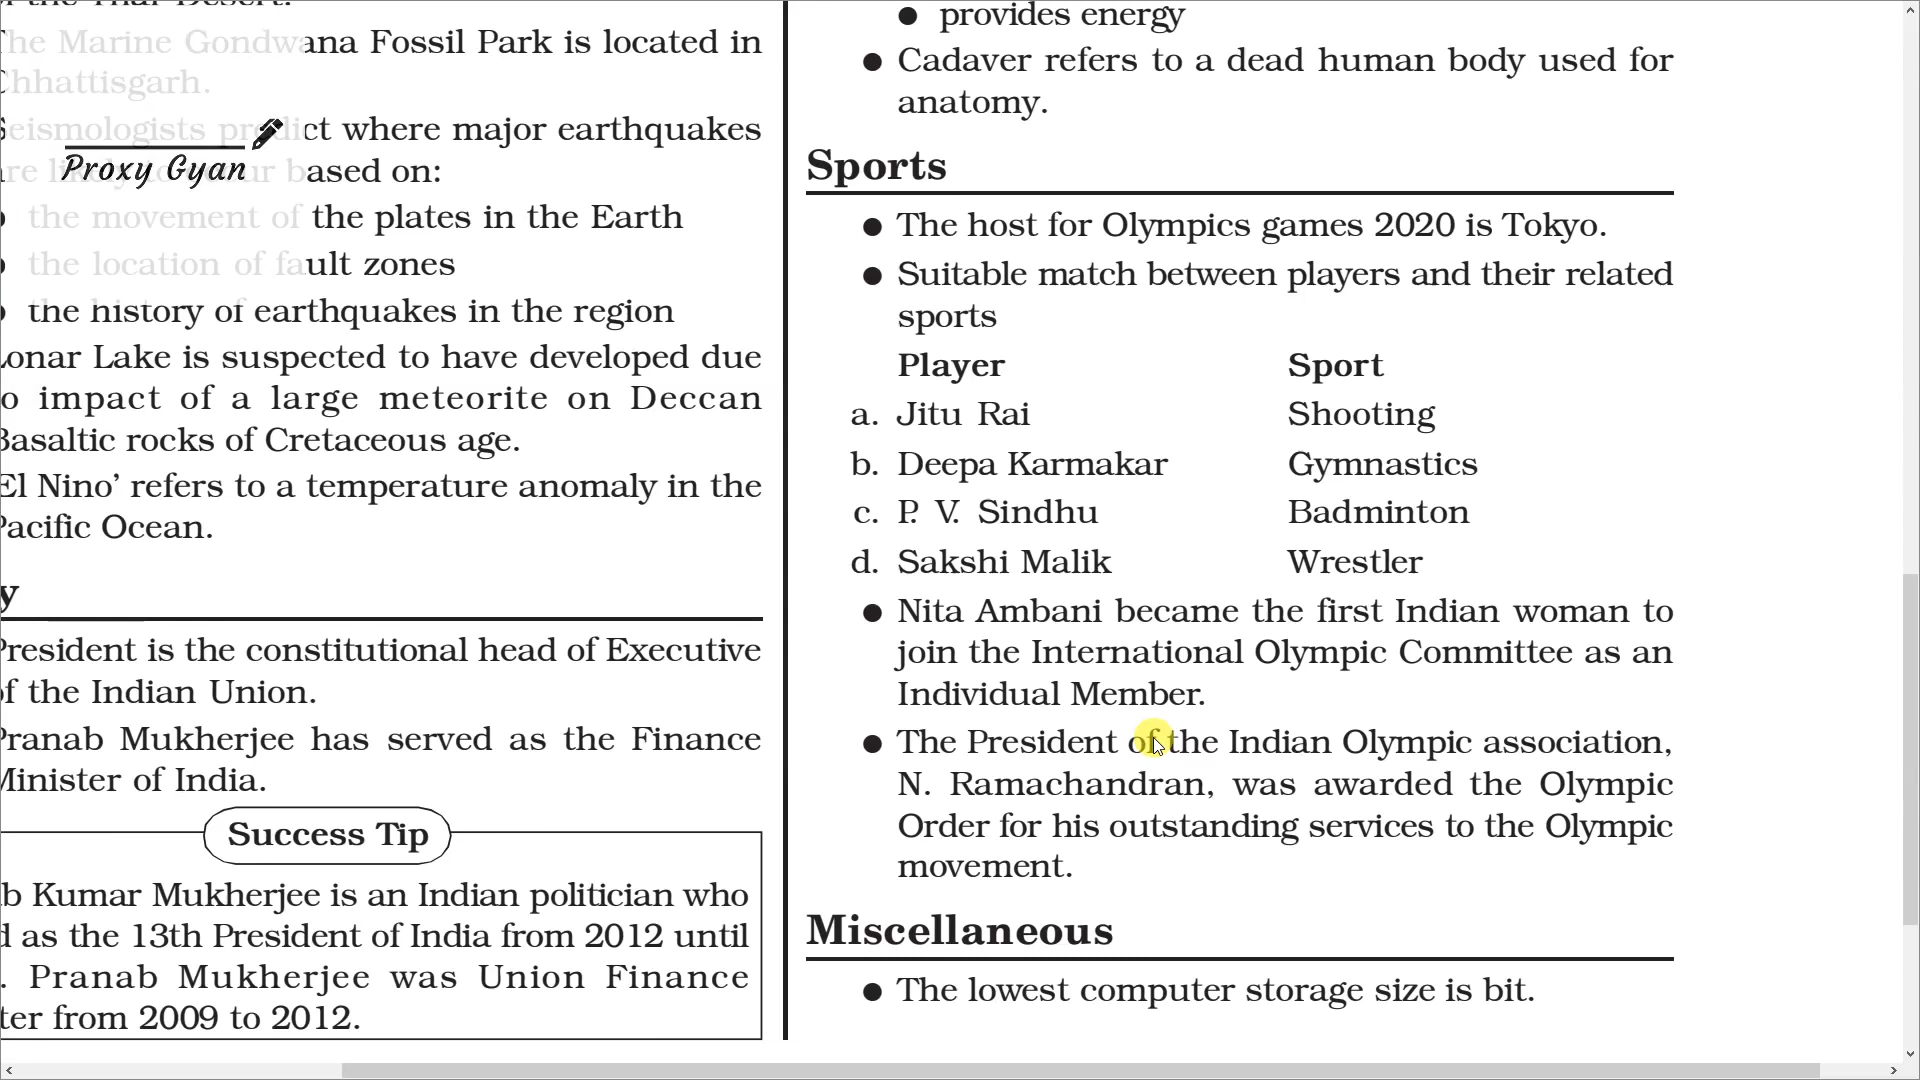 of the Thar Desert.
The Marine Gondwana Fossil Park is located in
Chhattisgarh.
Seismologists predict where major earthquakes
are likely to occur based on:
Proxy Gyan
the movement of the plates in the Earth
the location of fault zones
the history of earthquakes in the region
Lonar Lake is suspected to have developed due
o impact of a large meteorite on Deccan
Basaltic rocks of Cretaceous age.
El Nino’ refers to a temperature anomaly in the
Pacific Ocean.
y
President is the constitutional head of Executive
of the Indian Union.
Pranab Mukherjee has served as the Finance
Minister of India.
Success Tip
b Kumar Mukherjee is an Indian politician who
d as the 13th President of India from 2012 until
. Pranab Mukherjee was Union Finance
ter from 2009 to 2012.
● provides energy
● Cadaver refers to a dead human body used for
anatomy.
Sports
● The host for Olympics games 2020 is Tokyo.
● Suitable match between players and their related
sports
Player Sport
a. Jitu Rai Shooting
b. Deepa Karmakar Gymnastics
c. P. V. Sindhu Badminton
d. Sakshi Malik Wrestler
● Nita Ambani became the first Indian woman to
join the International Olympic Committee as an
Individual Member.
● The President of the Indian Olympic association,
N. Ramachandran, was awarded the Olympic
Order for his outstanding services to the Olympic
movement.
Miscellaneous
● The lowest computer storage size is bit.